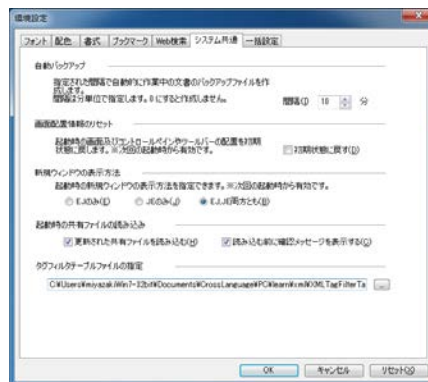 環境設定
フォント 配色 書式 ブックマーク Web検索 システム共通 一括設定
自動バックアップ
指定された間隔で自動的に作業中の文書のバックアップファイルを作
成します。
間隔は分単位で指定します。0 にすると作成しません。
間隔(I) 10 分
画面配置情報のリセット
起動時の画面及びコントロールペインやツールバーの配置を初期
状態に戻します。※次回の起動時から有効です。
初期状態に戻す(D)
新規ウィンドウの表示方法
起動時の新規ウィンドウの表示方法を指定できます。※次回の起動時から有効です。
EJのみ(E) JEのみ(J) EJ,JE両方とも(B)
起動時の共有ファイルの読み込み
更新された共有ファイルを読み込む(H) 読み込む前に確認メッセージを表示する(C)
タグフィルタテーブルファイルの指定
C:¥Users¥miyazaki.Win7-32bit¥Documents¥CrossLanguage¥PC¥learn¥xml¥XMLTagFilterTa ...
OK キャンセル リセット(X)